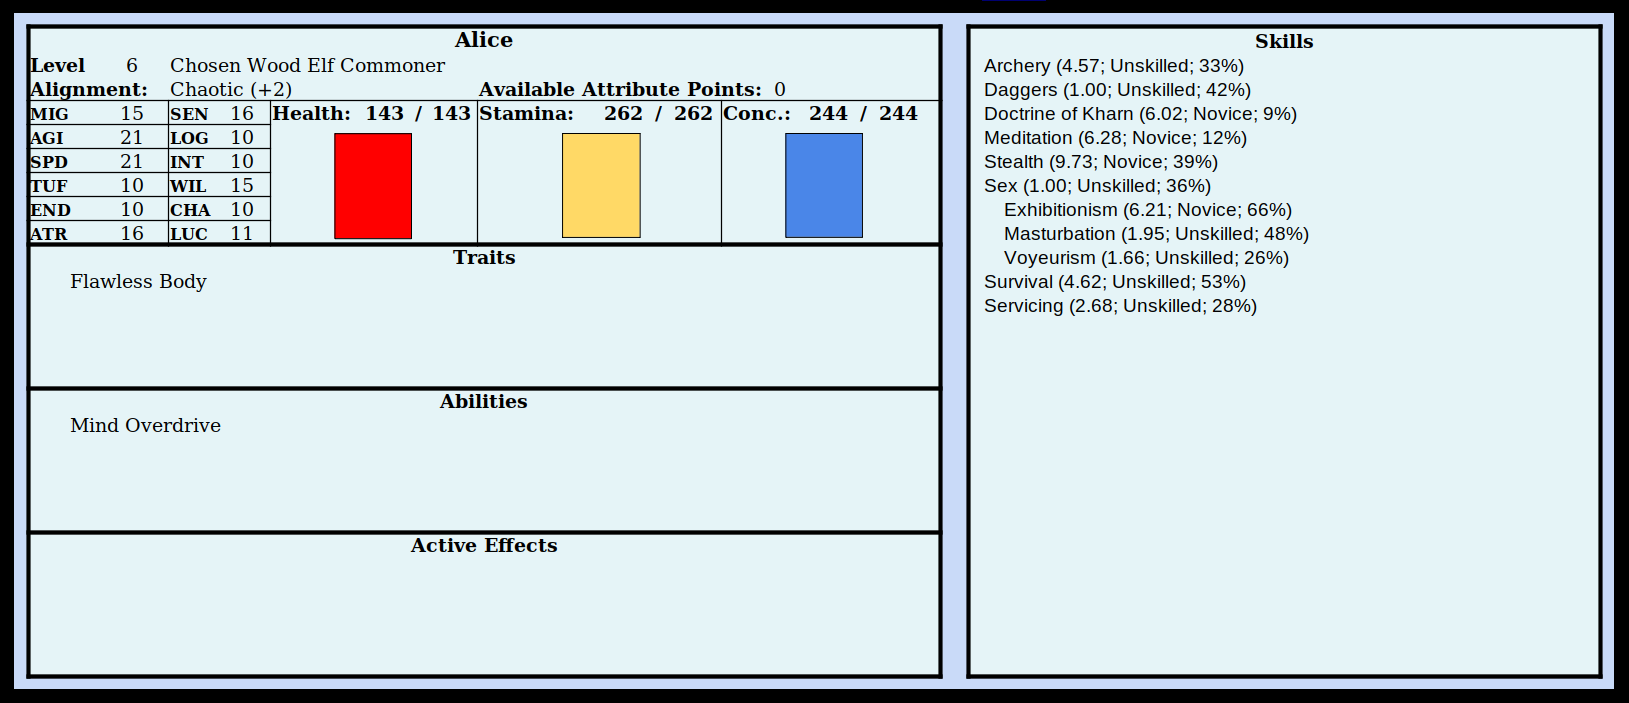 Alice
Level 6 Chosen Wood Elf Commoner
Alignment: Chaotic (+2) Available Attribute Points: 0
MIG 15 SEN 16 Health: 143 / 143 Stamina: 262 / 262 Conc.: 244 / 244
AGI 21 LOG 10
SPD 21 INT 10
TUF 10 WIL 15
END 10 CHA 10
ATR 16 LUC 11
Traits
Flawless Body
Abilities
Mind Overdrive
Active Effects
Skills
Archery (4.57; Unskilled; 33%)
Daggers (1.00; Unskilled; 42%)
Doctrine of Kharn (6.02; Novice; 9%)
Meditation (6.28; Novice; 12%)
Stealth (9.73; Novice; 39%)
Sex (1.00; Unskilled; 36%)
Exhibitionism (6.21; Novice; 66%)
Masturbation (1.95; Unskilled; 48%)
Voyeurism (1.66; Unskilled; 26%)
Survival (4.62; Unskilled; 53%)
Servicing (2.68; Unskilled; 28%)